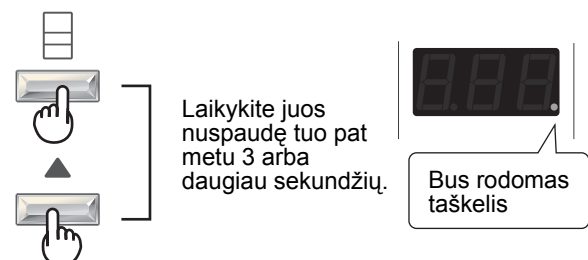 Laikykite juos
nuspaudę tuo pat
metu 3 arba
daugiau sekundžių.
Bus rodomas
taškelis